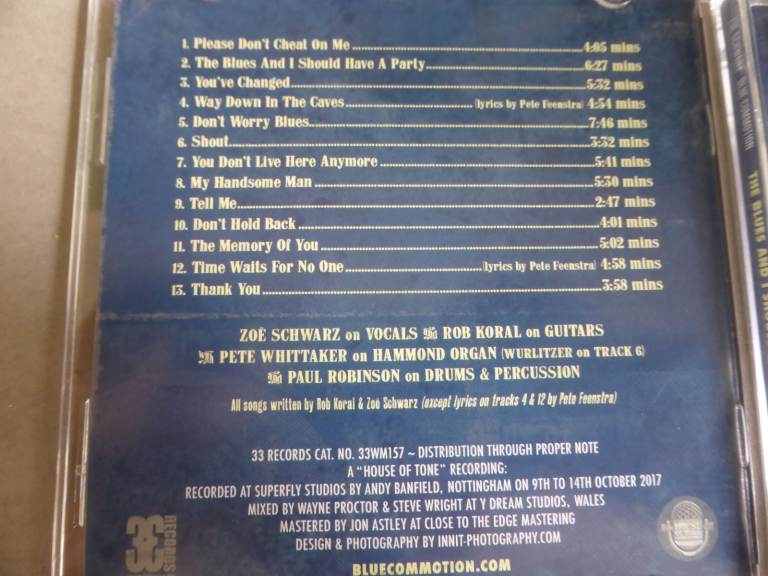 1. Please Don't Cheat On Me 4:05 mins
2. The Blues And I Should Have A Party 6:27 mins
3. You've Changed 5:32 mins
4. Way Down In The Caves (lyrics by Pete Feenstra) 4:54 mins
5. Don't Worry Blues 7:46 mins
6. Shout 3:32 mins
7. You Don't Live Here Anymore 5:41 mins
8. My Handsome Man 5:30 mins
9. Tell Me 2:47 mins
10. Don't Hold Back 4:01 mins
11. The Memory Of You 5:02 mins
12. Time Waits For No One (lyrics by Pete Feenstra) 4:58 mins
13. Thank You 3:58 mins
ZOË SCHWARZ on VOCALS ROB KORAL on GUITARS
PETE WHITTAKER on HAMMOND ORGAN (WURLITZER on TRACK 6)
PAUL ROBINSON on DRUMS & PERCUSSION
All songs written by Rob Koral & Zoë Schwarz (except lyrics on tracks 4 & 12 by Pete Feenstra)
33 RECORDS CAT. NO. 33WM157 ~ DISTRIBUTION THROUGH PROPER NOTE
A "HOUSE OF TONE" RECORDING:
RECORDED AT SUPERFLY STUDIOS BY ANDY BANFIELD, NOTTINGHAM ON 9TH TO 14TH OCTOBER 2017
MIXED BY WAYNE PROCTOR & STEVE WRIGHT AT Y DREAM STUDIOS, WALES
MASTERED BY JON ASTLEY AT CLOSE TO THE EDGE MASTERING
DESIGN & PHOTOGRAPHY BY INNIT-PHOTOGRAPHY.COM
BLUECOMMOTION.COM
33 RECORDS
COMMOTION
THE BLUES AND I